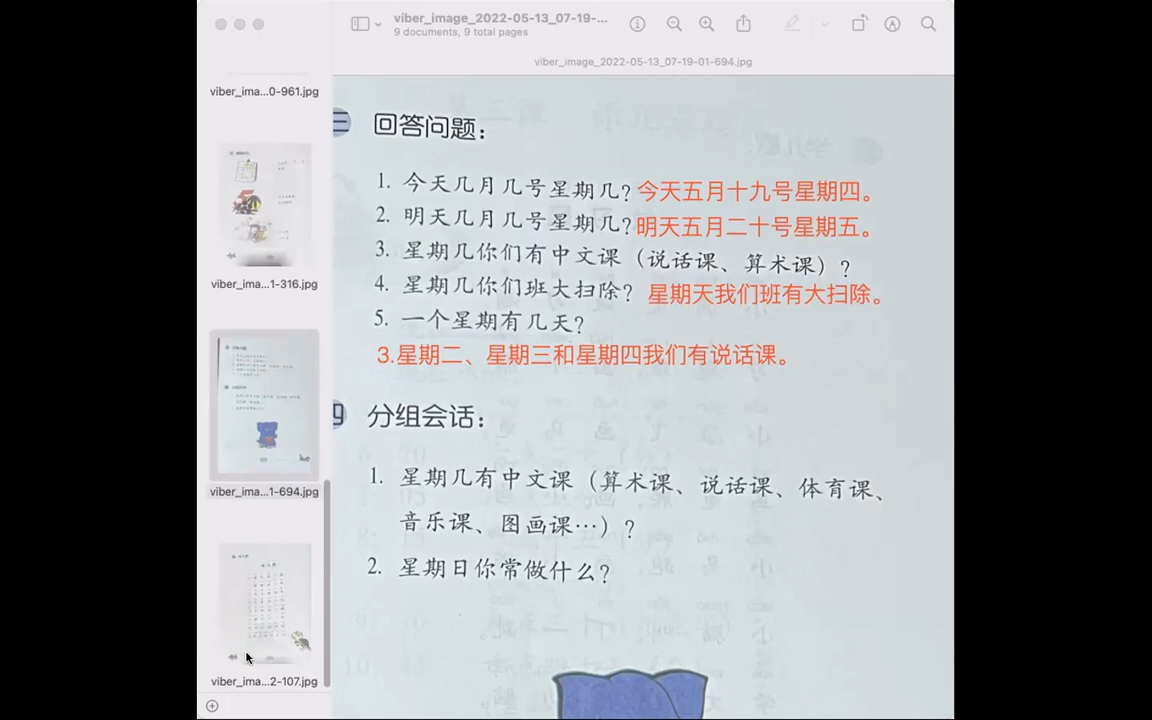 viber_image_2022-05-13_07-19-...
9 documents, 9 total pages
viber_image_2022-05-13_07-19-01-694.jpg
viber_ima...0-961.jpg
viber_ima...1-316.jpg
viber_ima...1-694.jpg
viber_ima...2-107.jpg
三 回答问题：
1. 今天几月几号星期几？今天五月十九号星期四。
2. 明天几月几号星期几？明天五月二十号星期五。
3. 星期几你们有中文课（说话课、算术课）？
4. 星期几你们班大扫除？ 星期天我们班有大扫除。
5. 一个星期有几天？
3.星期二、星期三和星期四我们有说话课。
四 分组会话：
1. 星期几有中文课（算术课、说话课、体育课、
音乐课、图画课…）？
2. 星期日你常做什么？